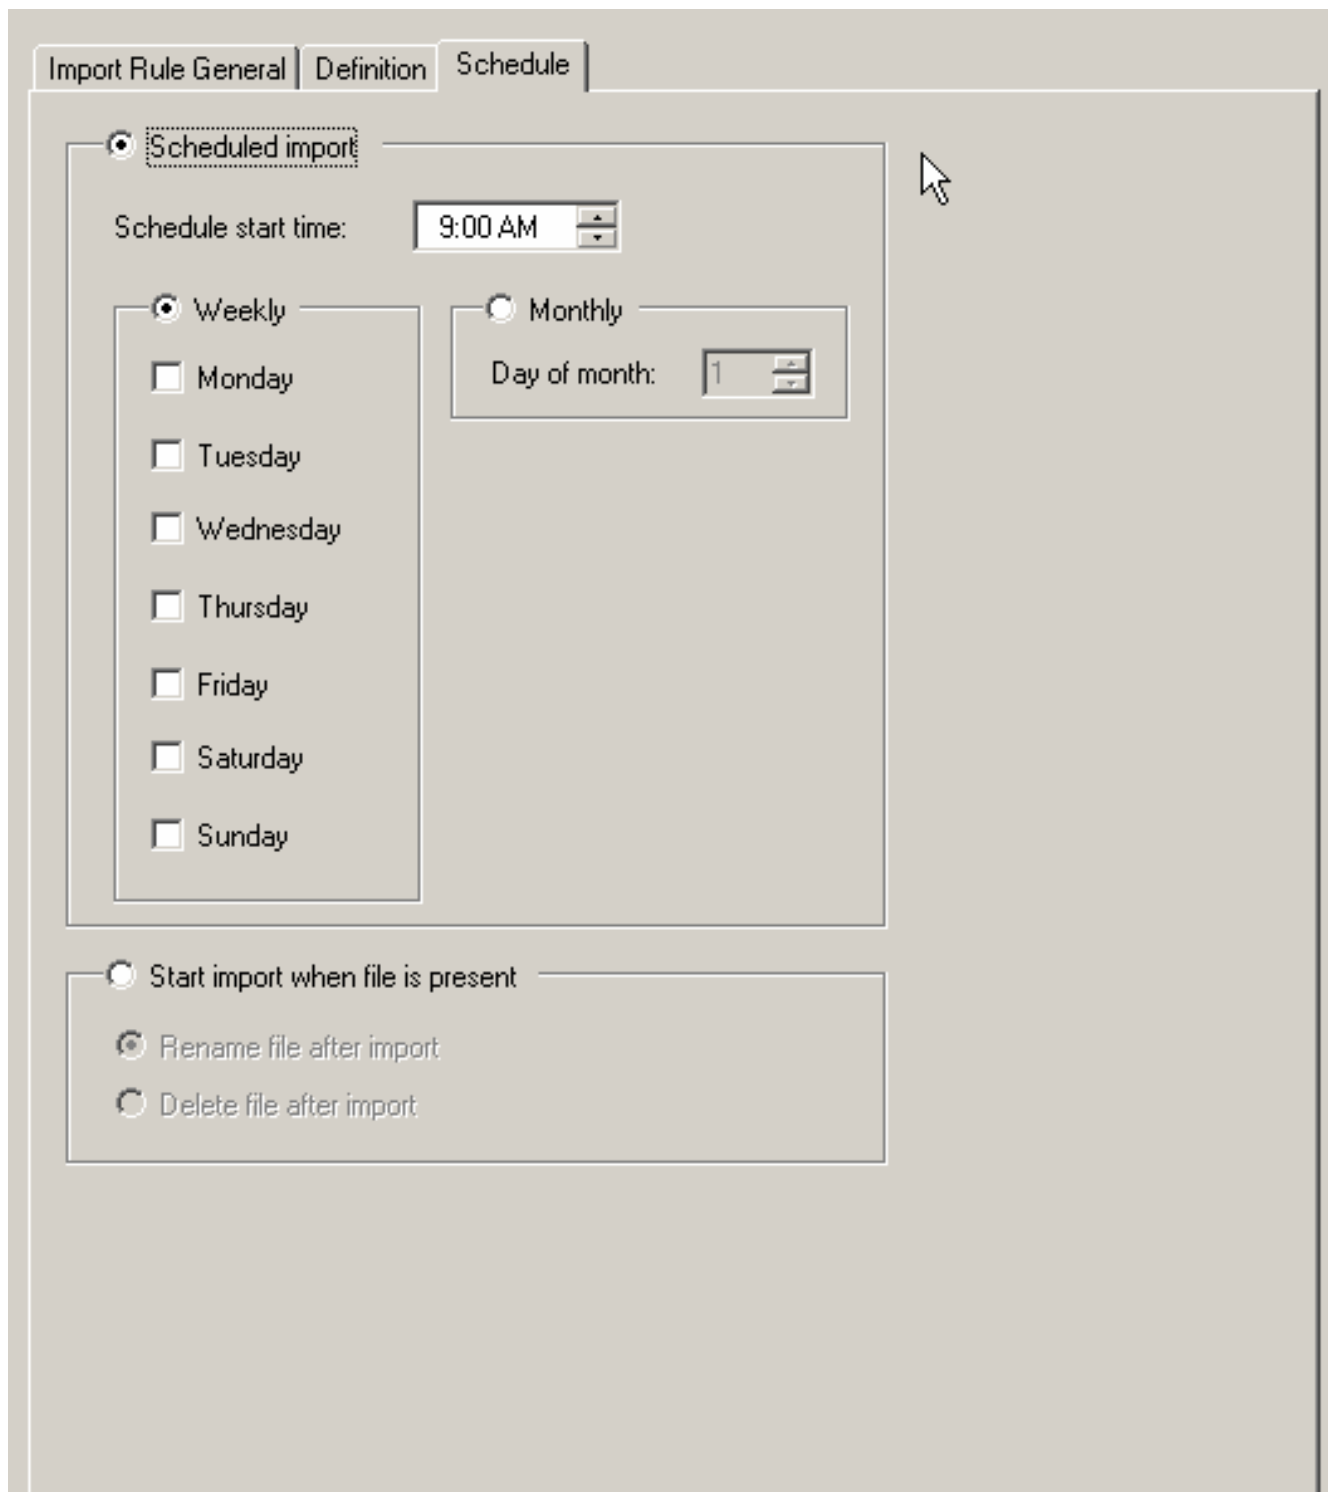 Import Rule General Definition Schedule
Scheduled import
Schedule start time: 9:00 AM
Weekly Monthly
Monday Day of month: 1
Tuesday
Wednesday
Thursday
Friday
Saturday
Sunday
Start import when file is present
Rename file after import
Delete file after import